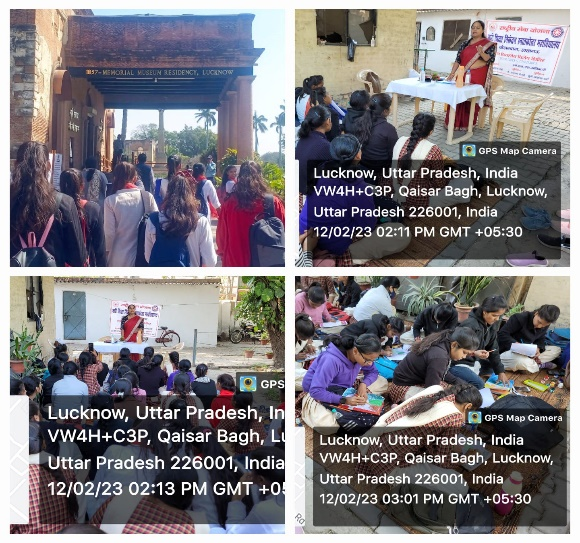 1857-MEMORIAL MUSEUM RESIDENCY, LUCKNOW
राष्ट्रीय सेवा योजना
GPS Map Camera
Lucknow, Uttar Pradesh, India
VW4H+C3P, Qaisar Bagh, Lucknow,
Uttar Pradesh 226001, India
12/02/23 02:11 PM GMT +05:30
GPS
Lucknow, Uttar Pradesh, In
VW4H+C3P, Qaisar Bagh, Lu
Uttar Pradesh 226001, India
12/02/23 02:13 PM GMT +05
GPS Map Camera
Lucknow, Uttar Pradesh, India
VW4H+C3P, Qaisar Bagh, Lucknow,
Uttar Pradesh 226001, India
12/02/23 03:01 PM GMT +05:30